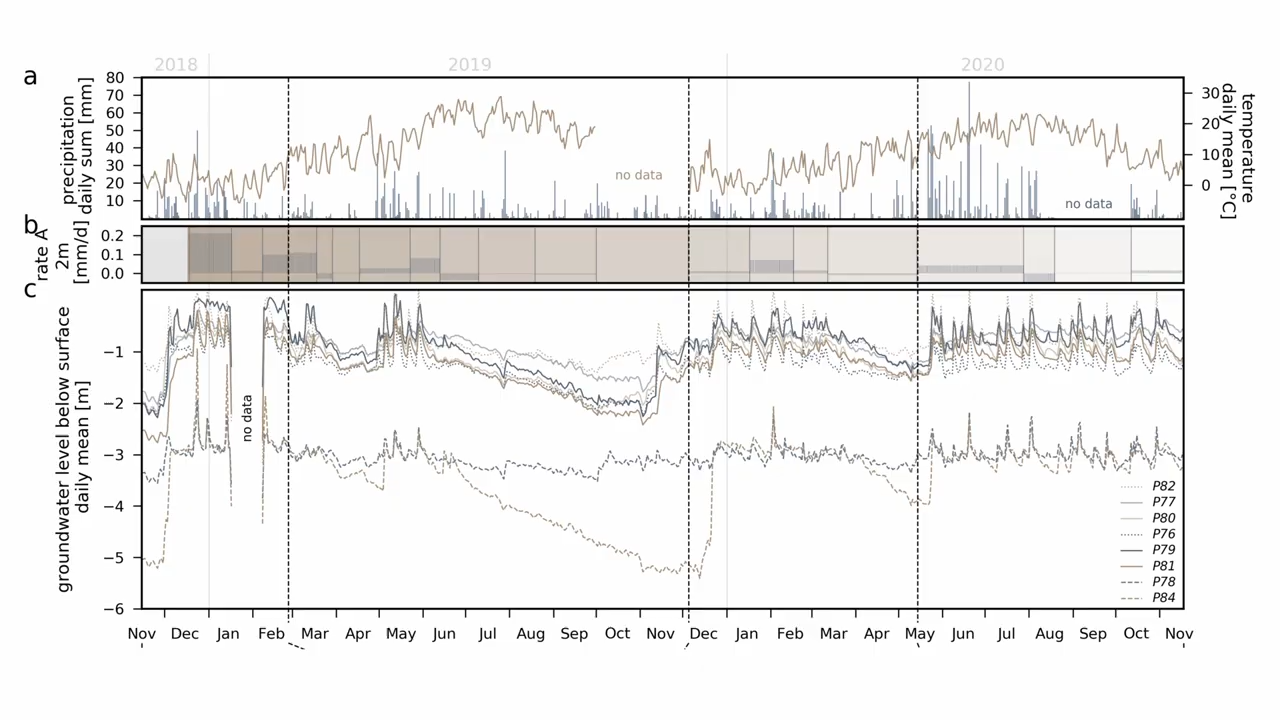 2018 2019 2020
a
precipitation
daily sum [mm]
80
70
60
50
40
30
20
10
no data
no data
30
20
10
0
temperature
daily mean [°C]
b
rate A
2m
[mm/d]
0.2
0.1
0.0
c
groundwater level below surface
daily mean [m]
−1
−2
−3
−4
−5
−6
no data
P82
P77
P80
P76
P79
P81
P78
P84
Nov Dec Jan Feb Mar Apr May Jun Jul Aug Sep Oct Nov Dec Jan Feb Mar Apr May Jun Jul Aug Sep Oct Nov